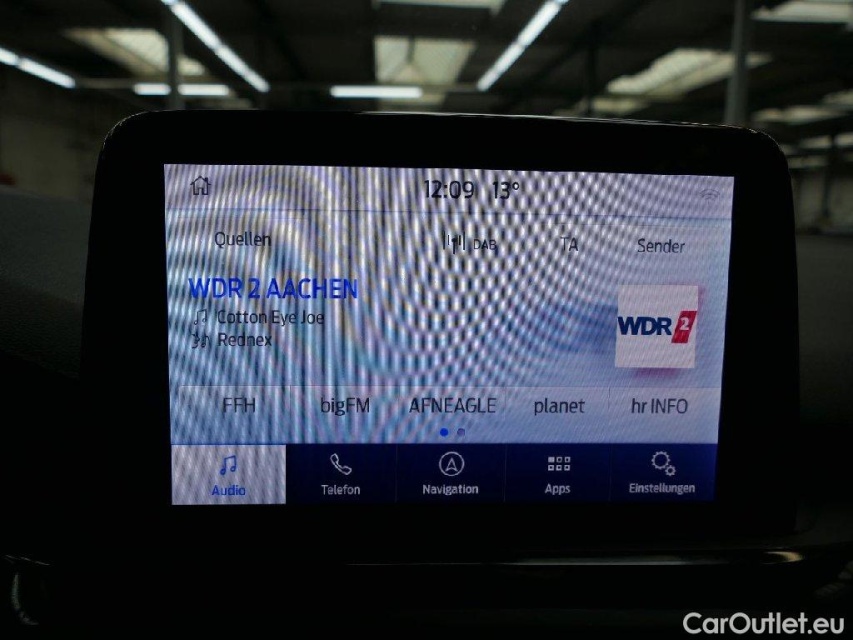 12:09 13°
Quellen DAB TA Sender
WDR 2 AACHEN
Cotton Eye Joe
Rednex
WDR 2
FFH bigFM AFNEAGLE planet hr INFO
Audio Telefon Navigation Apps Einstellungen
CarOutlet.eu